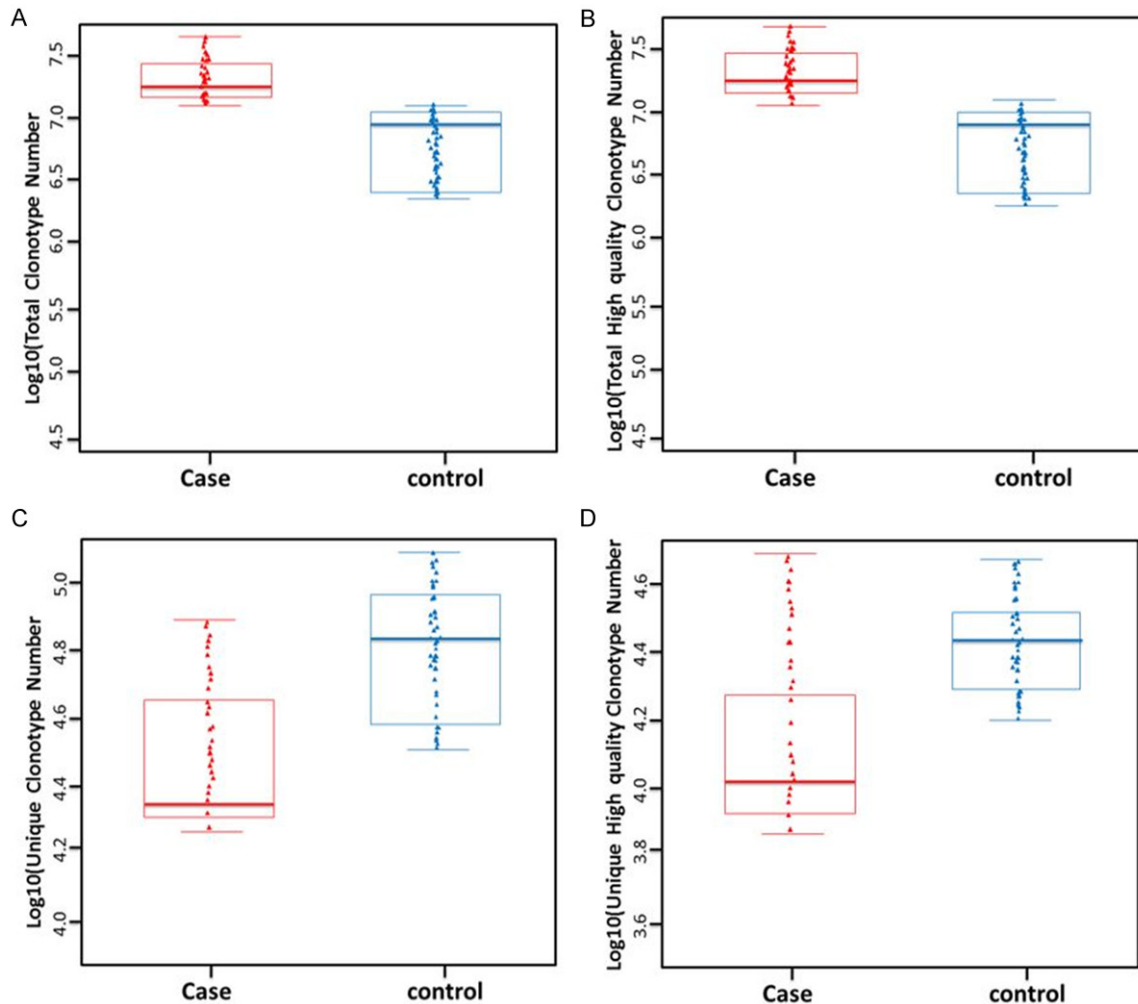 A
Log10(Total Clonotype Number)
7.5
7.0
6.5
6.0
5.5
5.0
4.5
Case
control
B
Log10(Total High quality Clonotype Number)
7.5
7.0
6.5
6.0
5.5
5.0
4.5
Case
control
C
Log10(Unique Clonotype Number)
5.0
4.8
4.6
4.4
4.2
4.0
Case
control
D
Log10(Unique High quality Clonotype Number)
4.6
4.4
4.2
4.0
3.8
3.6
Case
control